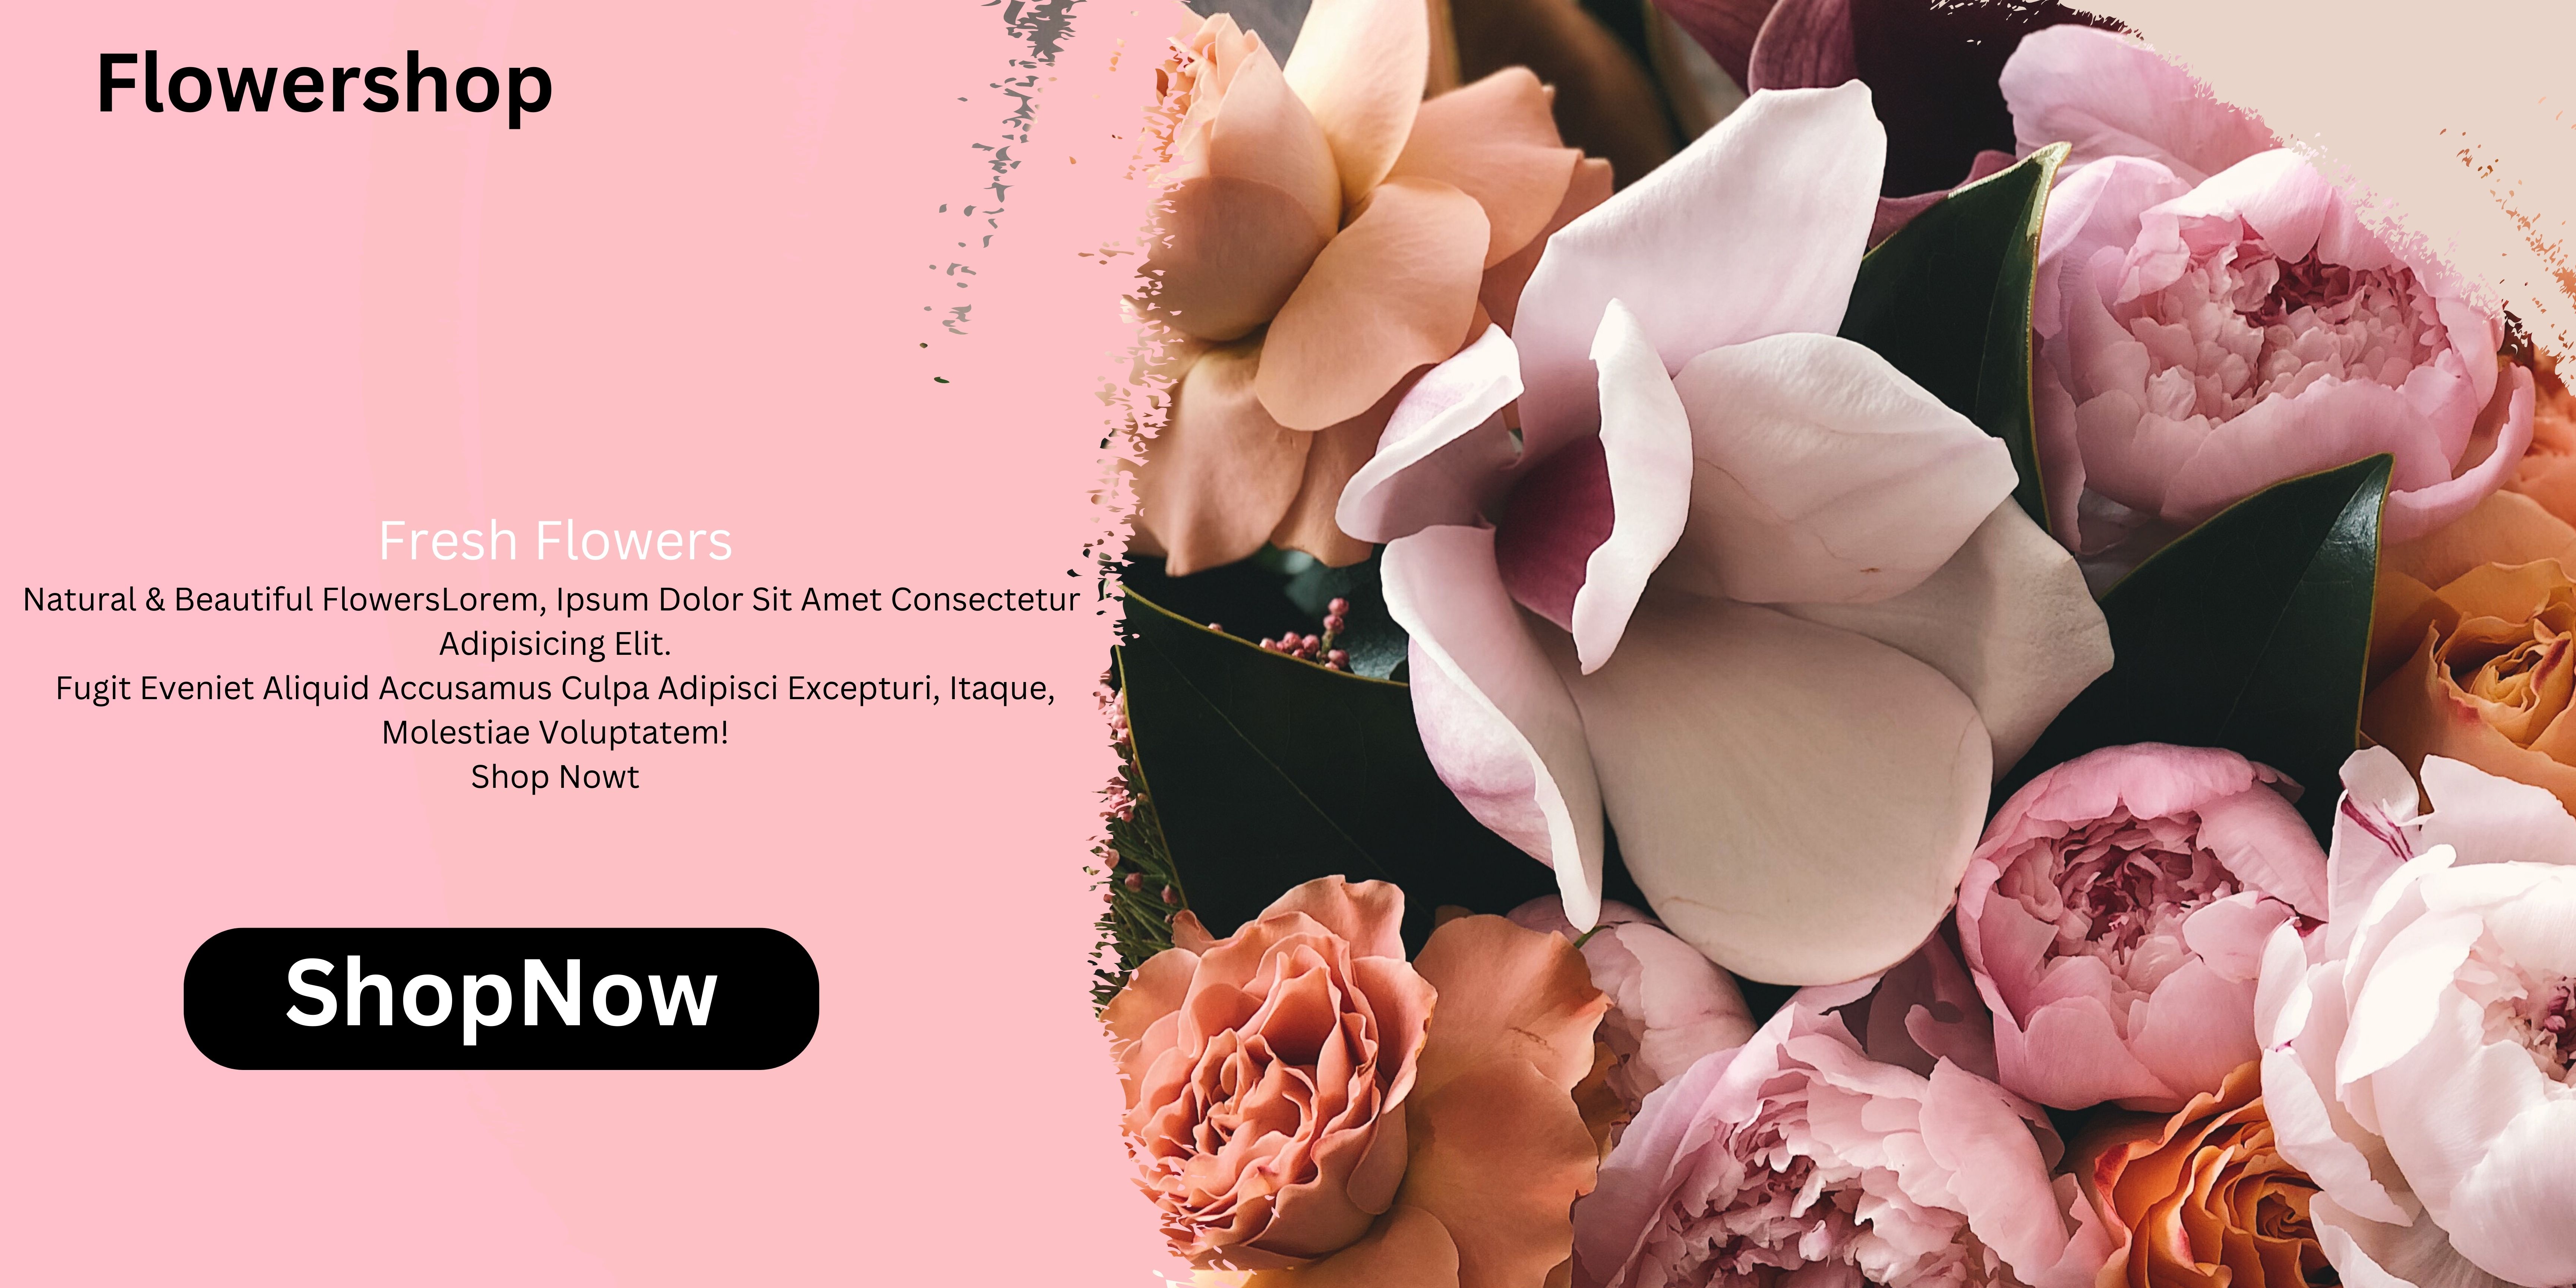 Flowershop
Fresh Flowers
Natural & Beautiful FlowersLorem, Ipsum Dolor Sit Amet Consectetur
Adipisicing Elit.
Fugit Eveniet Aliquid Accusamus Culpa Adipisci Excepturi, Itaque,
Molestiae Voluptatem!
Shop Nowt
ShopNow